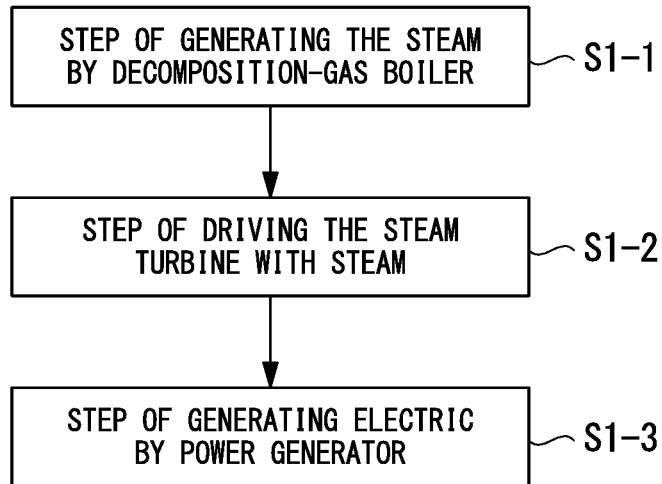 STEP OF GENERATING THE STEAM
BY DECOMPOSITION-GAS BOILER
S1-1
STEP OF DRIVING THE STEAM
TURBINE WITH STEAM
S1-2
STEP OF GENERATING ELECTRIC
BY POWER GENERATOR
S1-3